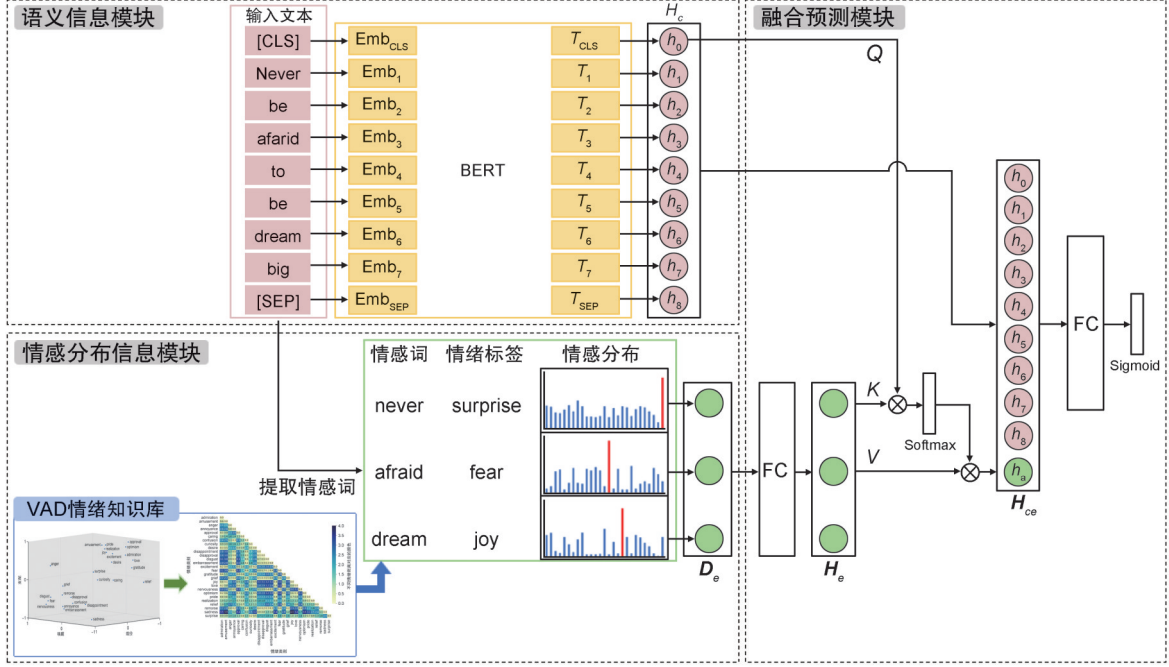 语义信息模块
输入文本
[CLS]
Never
be
afarid
to
be
dream
big
[SEP]
Emb_CLS
Emb_1
Emb_2
Emb_3
Emb_4
Emb_5
Emb_6
Emb_7
Emb_SEP
BERT
T_CLS
T_1
T_2
T_3
T_4
T_5
T_6
T_7
T_SEP
H_c
h_0
h_1
h_2
h_3
h_4
h_5
h_6
h_7
h_8
融合预测模块
Q
K
V
Softmax
h_0
h_1
h_2
h_3
h_4
h_5
h_6
h_7
h_8
h_a
H_ce
FC
Sigmoid
情感分布信息模块
情感词 情绪标签 情感分布
never surprise
afraid fear
dream joy
提取情感词
D_e
FC
H_e
VAD情绪知识库